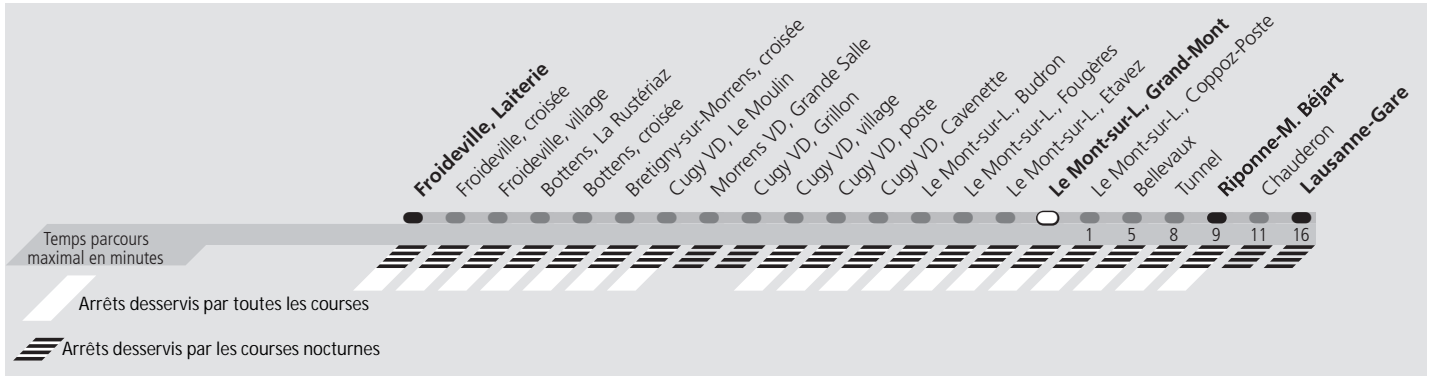 Froideville, Laiterie
Froideville, croisée
Froideville, village
Bottens, La Rustériaz
Bottens, croisée
Bretigny-sur-Morrens, croisée
Cugy VD, Le Moulin
Morrens VD, Grande Salle
Cugy VD, Grillon
Cugy VD, village
Cugy VD, poste
Cugy VD, Cavenette
Le Mont-sur-L., Budron
Le Mont-sur-L., Fougères
Le Mont-sur-L., Etavez
Le Mont-sur-L., Grand-Mont
Le Mont-sur-L., Coppoz-Poste
Bellevaux
Tunnel
Riponne-M. Béjart
Chauderon
Lausanne-Gare
Temps parcours
maximal en minutes
1 5 8 9 11 16
Arrêts desservis par toutes les courses
Arrêts desservis par les courses nocturnes